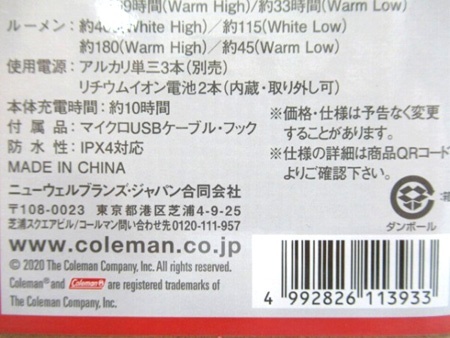 39時間(Warm High)/約33時間(Warm Low)
ルーメン：約40 (White High)／約115(White Low)
約180(Warm High)／約45(Warm Low)
使用電源：アルカリ単三3本(別売)
リチウムイオン電池2本(内蔵・取り外し可)
本体充電時間：約10時間
付属品：マイクロUSBケーブル・フック
防水性：IPX4対応
MADE IN CHINA
※価格・仕様は予告なく変更
することがあります。
※仕様の詳細は商品QRコード
よりご確認下さい。
ニューウェルブランズ・ジャパン合同会社
〒108-0023 東京都港区芝浦4-9-25
芝浦スクエアビル/コールマン問い合わせ先0120-111-957
www.coleman.co.jp
:箱
ダンボール
© 2020 The Coleman Company, Inc. All rights reserved.
Coleman® and Coleman® are registered trademarks of
The Coleman Company, Inc.
4 992826 113933